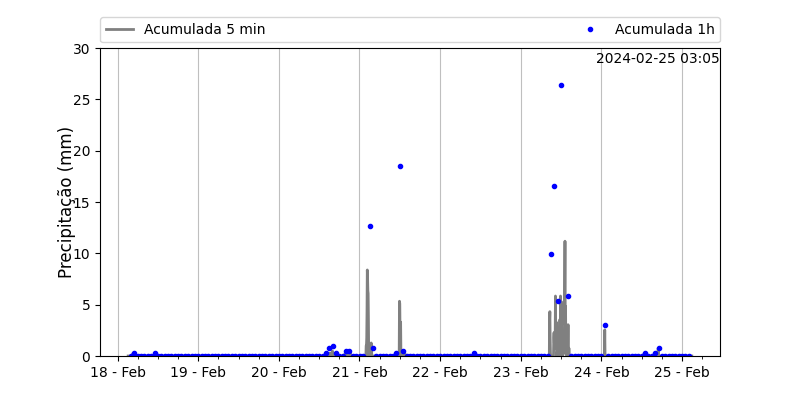 Acumulada 5 min
Acumulada 1h
2024-02-25 03:05
Precipitação (mm)
30
25
20
15
10
5
0
18 - Feb
19 - Feb
20 - Feb
21 - Feb
22 - Feb
23 - Feb
24 - Feb
25 - Feb